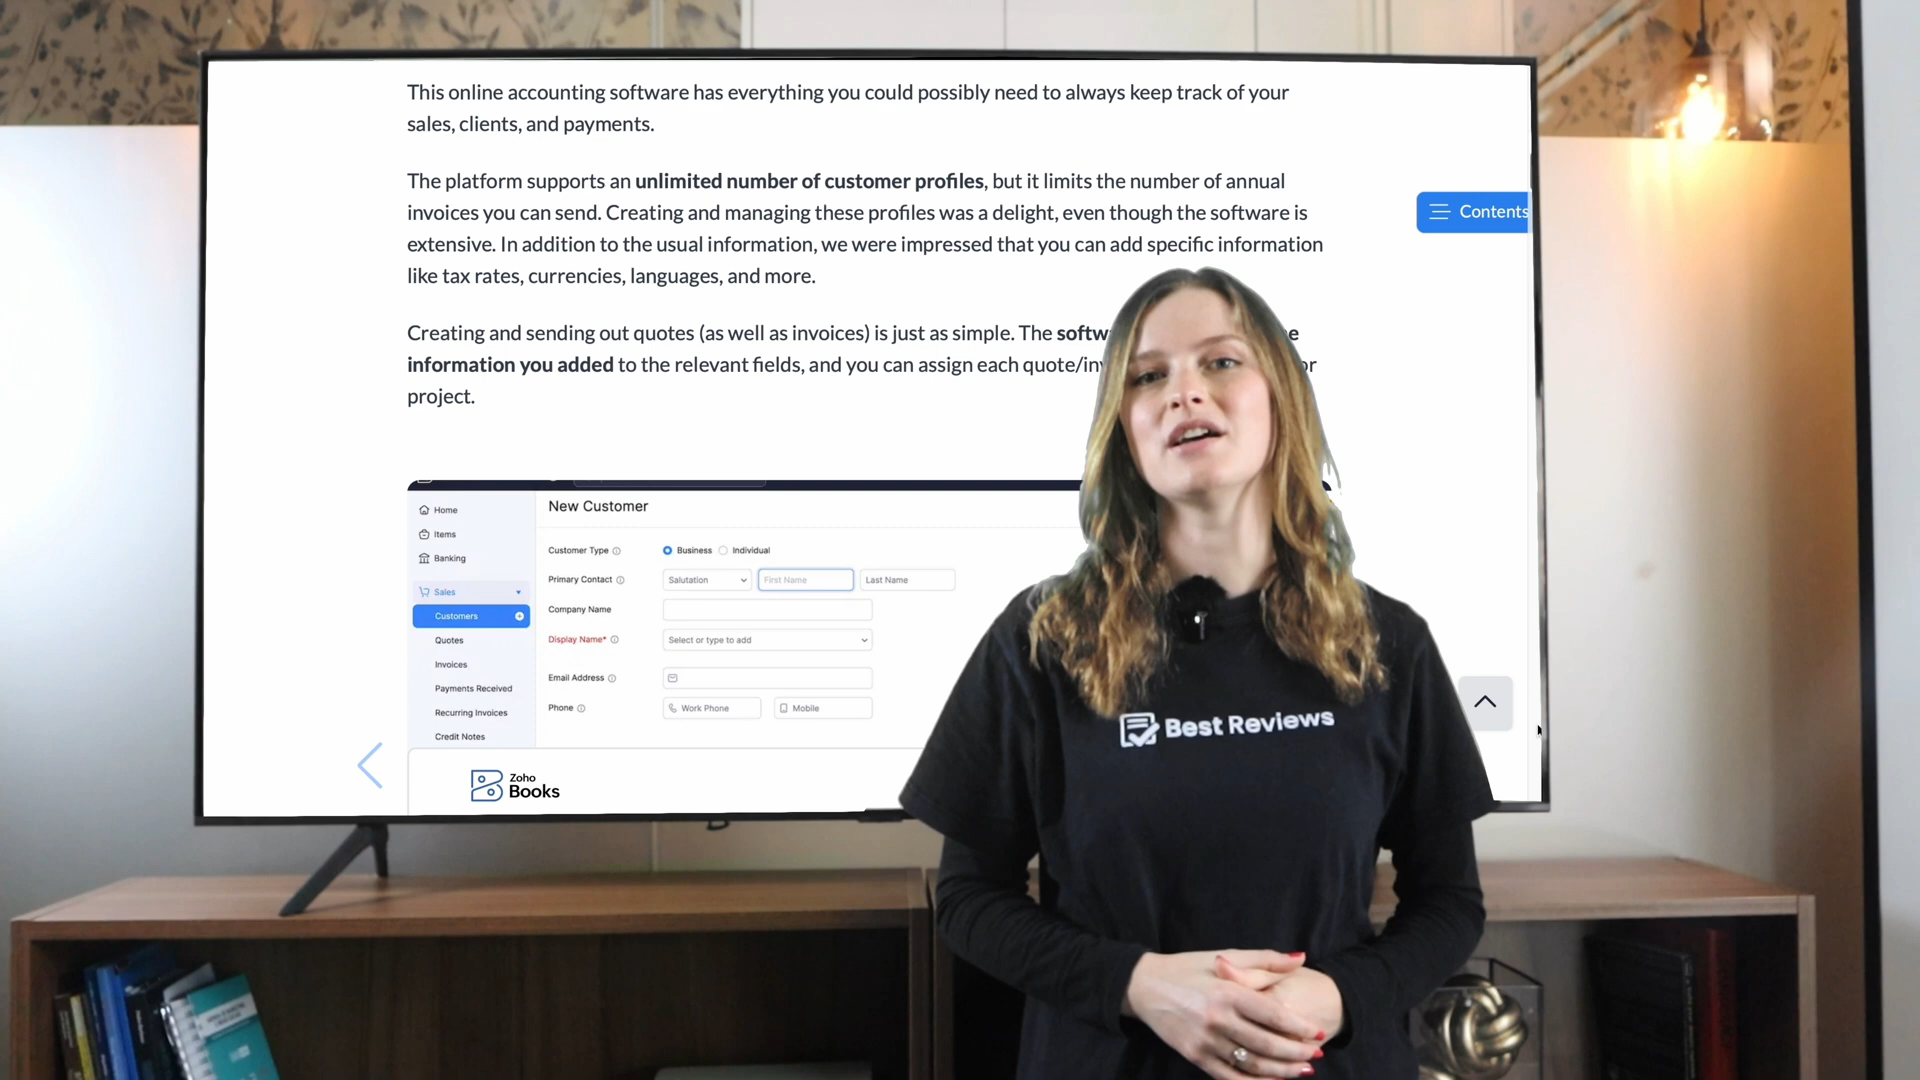 This online accounting software has everything you could possibly need to always keep track of your
sales, clients, and payments.
The platform supports an unlimited number of customer profiles, but it limits the number of annual
invoices you can send. Creating and managing these profiles was a delight, even though the software is
extensive. In addition to the usual information, we were impressed that you can add specific information
like tax rates, currencies, languages, and more.
Contents
Creating and sending out quotes (as well as invoices) is just as simple. The
information you added to the relevant fields, and you can assign each
project.
Home
Items
Banking
Sales
Customers
Quotes
Invoices
Payments Received
Recurring Invoices
Credit Notes
New Customer
Customer Type
Business
Individual
Primary Contact
Salutation
First Name
Last Name
Company Name
Display Name*
Select or type to add
Email Address
Phone
Work Phone
Mobile
Zoho
Books
Best Reviews